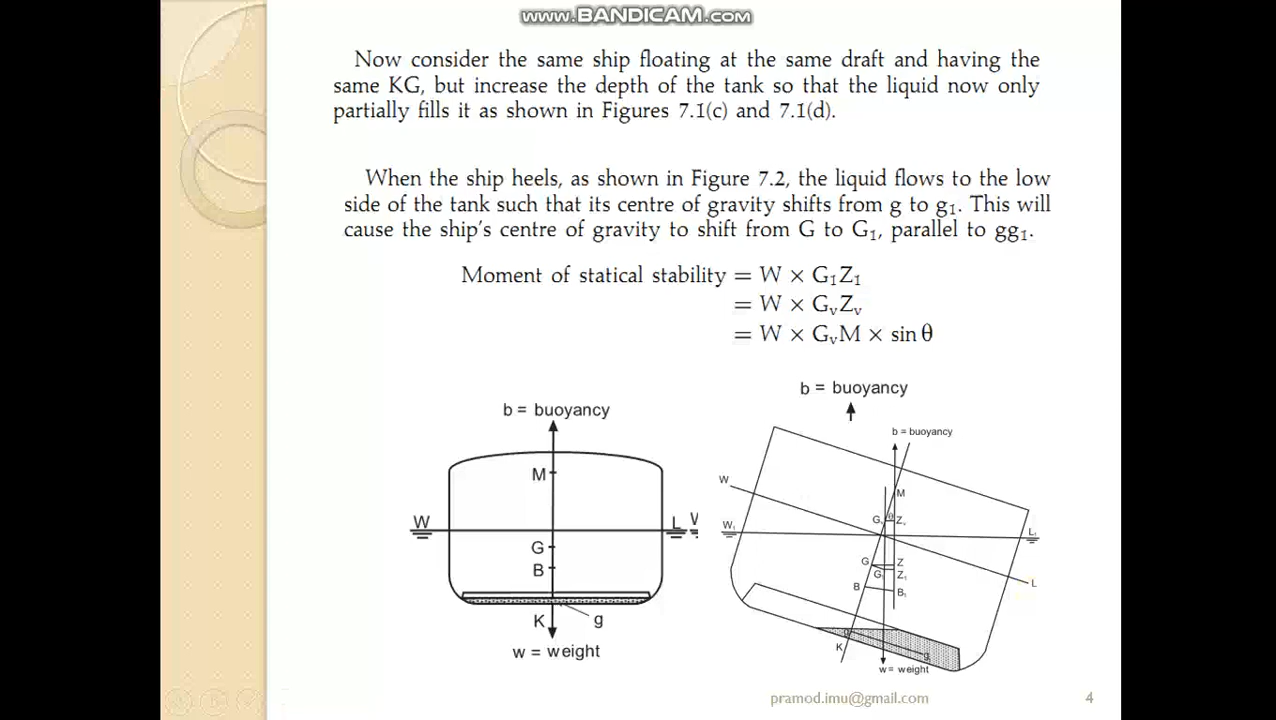 www.BANDICAM.com
Now consider the same ship floating at the same draft and having the
same KG, but increase the depth of the tank so that the liquid now only
partially fills it as shown in Figures 7.1(c) and 7.1(d).
When the ship heels, as shown in Figure 7.2, the liquid flows to the low
side of the tank such that its centre of gravity shifts from g to g₁. This will
cause the ship's centre of gravity to shift from G to G₁, parallel to gg₁.
Moment of statical stability = W × G₁Z₁
= W × GᵥZᵥ
= W × GᵥM × sin θ
b = buoyancy
M
W
L
G
B
K
g
w = weight
b = buoyancy
b = buoyancy
W
M
Gᵥ θ Zᵥ
W₁
L₁
G
Z
G₁
Z₁
B
B₁
L
K
g
w = weight
pramod.imu@gmail.com
4